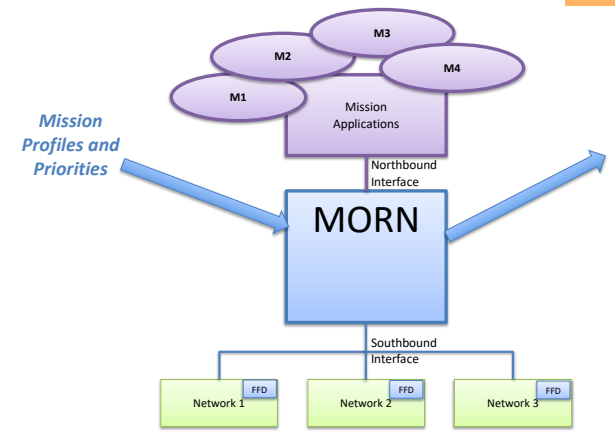 M3
M2
M4
M1
Mission
Applications
Mission
Profiles and
Priorities
Northbound
Interface
MORN
Southbound
Interface
FFD
Network 1
FFD
Network 2
FFD
Network 3